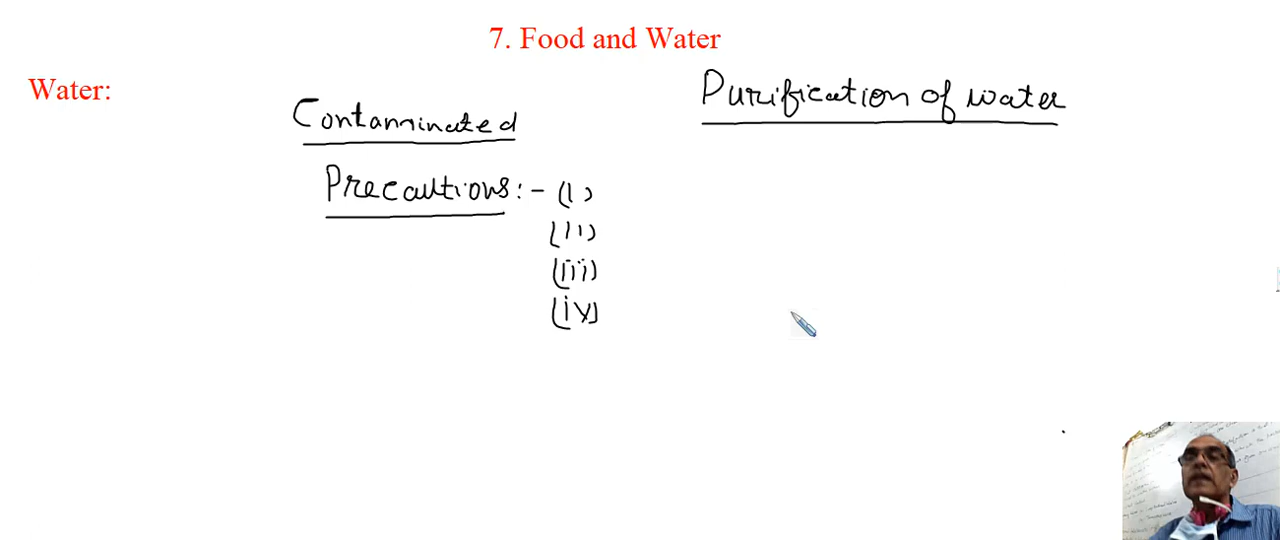 7. Food and Water
Water:
Contaminated
Purification of water
Precautions:- (i)
(ii)
(iii)
(iv)